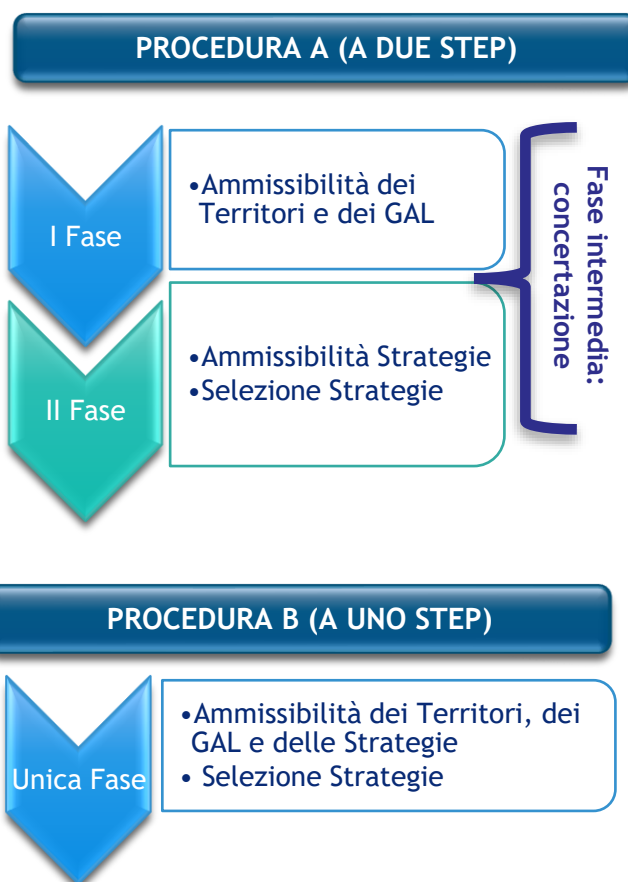 PROCEDURA A (A DUE STEP)
I Fase
•Ammissibilità dei
Territori e dei GAL
II Fase
•Ammissibilità Strategie
•Selezione Strategie
Fase intermedia:
concertazione
PROCEDURA B (A UNO STEP)
Unica Fase
•Ammissibilità dei Territori, dei
GAL e delle Strategie
• Selezione Strategie